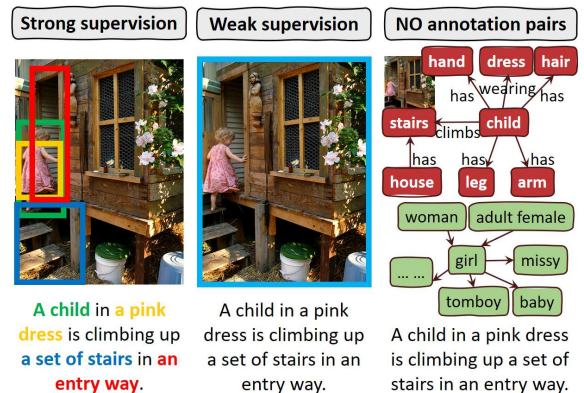 Strong supervision
Weak supervision
NO annotation pairs
hand
dress
hair
wearing
has
has
stairs
climbs
child
has
has
has
house
leg
arm
woman
adult female
girl
missy
... ...
tomboy
baby
A child in a pink
dress is climbing up
a set of stairs in an
entry way.
A child in a pink
dress is climbing up
a set of stairs in an
entry way.
A child in a pink dress
is climbing up a set of
stairs in an entry way.